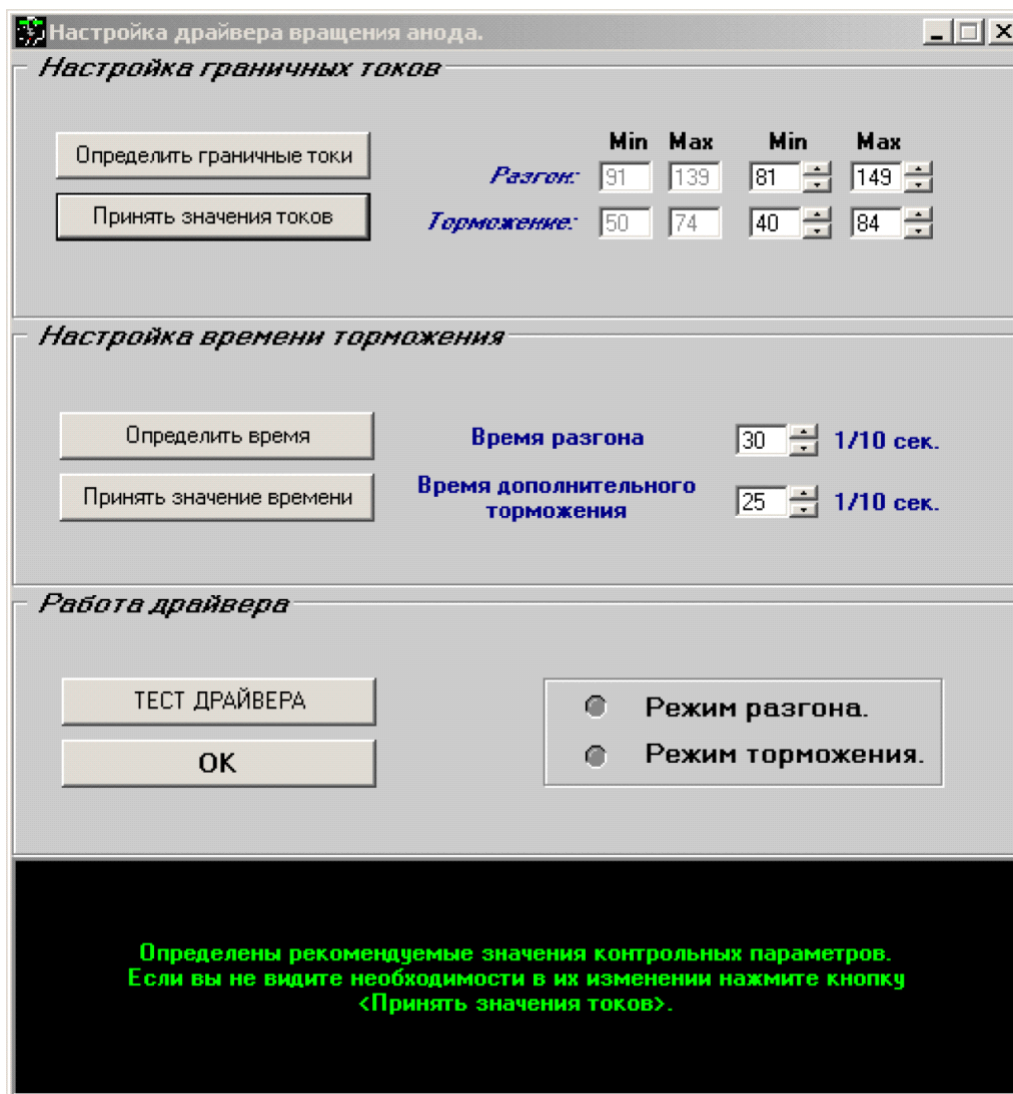 Настройка драйвера вращения анода.
Настройка граничных токов
Определить граничные токи
Принять значения токов
Min Max Min Max
Разгон: 91 139 81 149
Торможение: 50 74 40 84
Настройка времени торможения
Определить время
Принять значение времени
Время разгона 30 1/10 сек.
Время дополнительного
торможения 25 1/10 сек.
Работа драйвера
ТЕСТ ДРАЙВЕРА
OK
Режим разгона.
Режим торможения.
Определены рекомендуемые значения контрольных параметров.
Если вы не видите необходимости в их изменении нажмите кнопку
<Принять значения токов>.